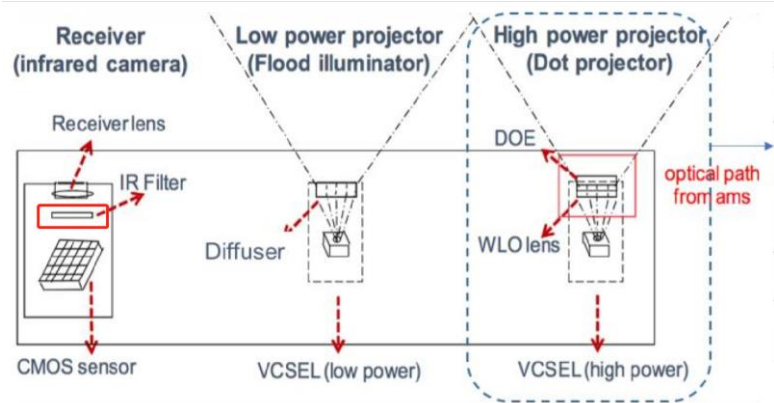 Receiver
(infrared camera)
Low power projector
(Flood illuminator)
High power projector
(Dot projector)
Receiver lens
IR Filter
DOE
optical path
from ams
Diffuser
WLO lens
CMOS sensor
VCSEL (low power)
VCSEL (high power)